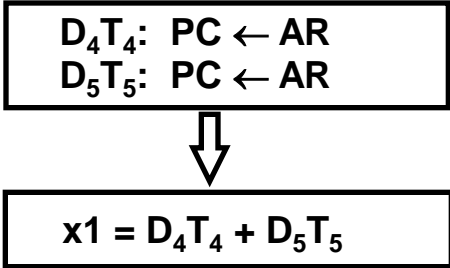 D₄T₄: PC ← AR
D₅T₅: PC ← AR
x1 = D₄T₄ + D₅T₅